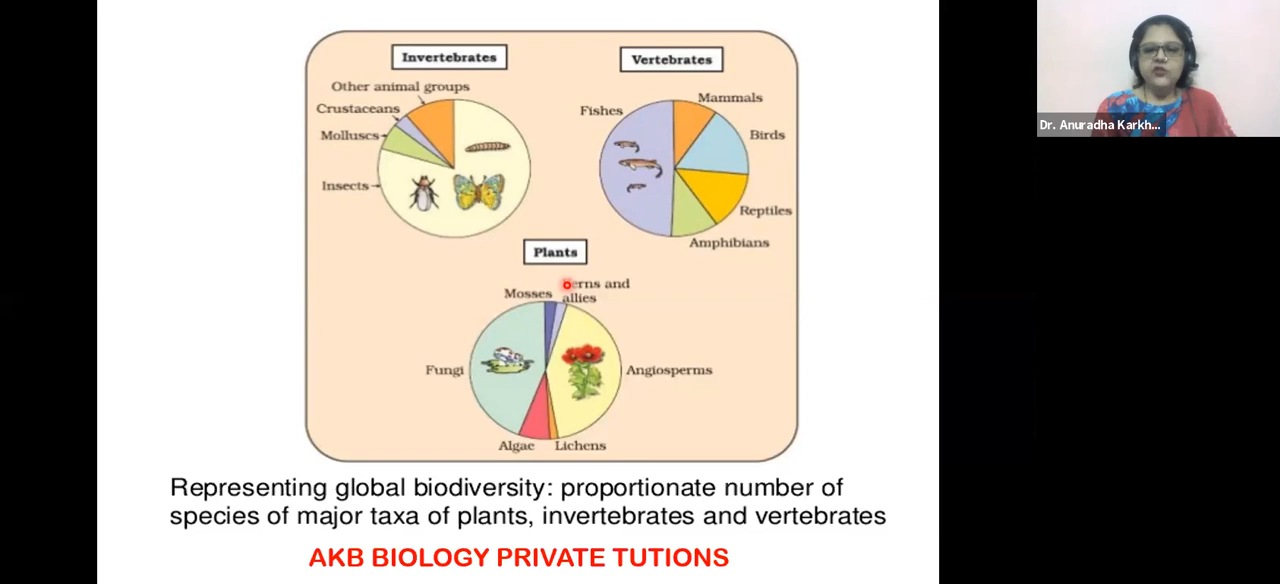 Invertebrates
Other animal groups
Crustaceans
Molluscs
Insects
Vertebrates
Fishes
Mammals
Birds
Reptiles
Amphibians
Plants
Mosses
erns and
allies
Fungi
Angiosperms
Algae
Lichens
Representing global biodiversity: proportionate number of
species of major taxa of plants, invertebrates and vertebrates
AKB BIOLOGY PRIVATE TUTIONS
Dr. Anuradha Karkh...